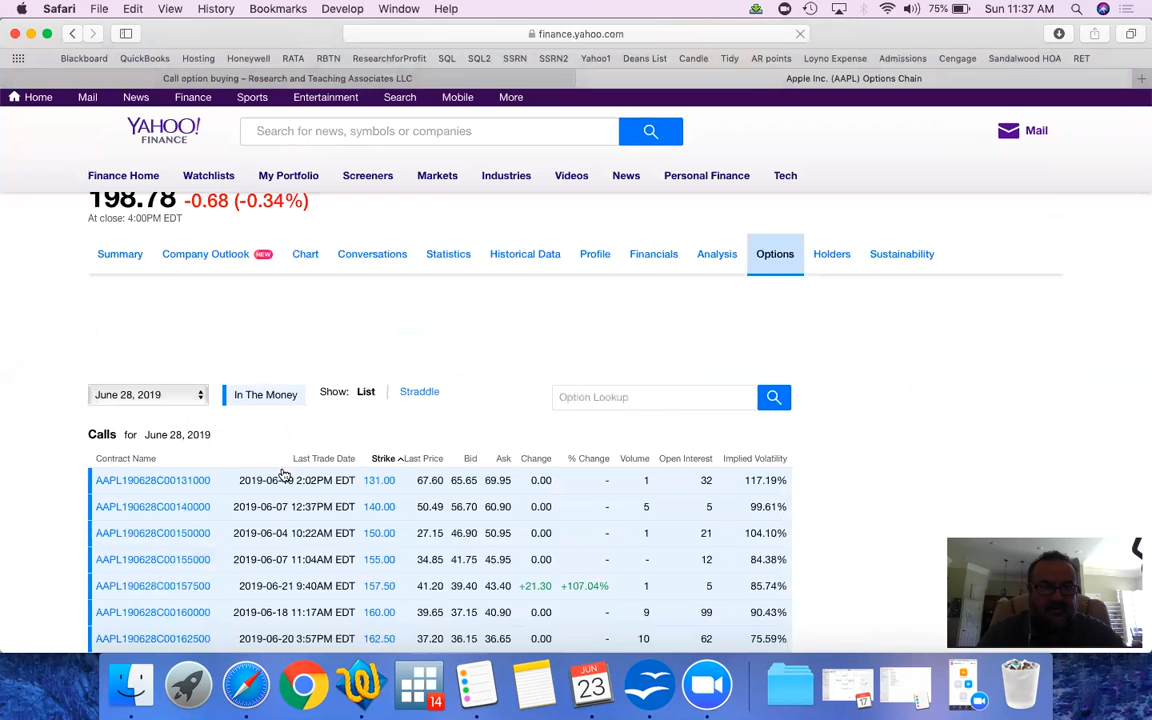 Safari File Edit View History Bookmarks Develop Window Help 75% Sun 11:37 AM
finance.yahoo.com
Blackboard QuickBooks Hosting Honeywell RATA RBTN ResearchforProfit SQL SQL2 SSRN SSRN2 Yahoo1 Deans List Candle Tidy AR points Loyno Expense Admissions Cengage Sandalwood HOA RET
Call option buying – Research and Teaching Associates LLC Apple Inc. (AAPL) Options Chain
Home Mail News Finance Sports Entertainment Search Mobile More
YAHOO!
FINANCE
Search for news, symbols or companies
Mail
Finance Home Watchlists My Portfolio Screeners Markets Industries Videos News Personal Finance Tech
198.78 -0.68 (-0.34%)
At close: 4:00PM EDT
Summary Company Outlook NEW Chart Conversations Statistics Historical Data Profile Financials Analysis Options Holders Sustainability
June 28, 2019 In The Money Show: List Straddle Option Lookup
Calls for June 28, 2019
Contract Name Last Trade Date Strike Last Price Bid Ask Change % Change Volume Open Interest Implied Volatility
AAPL190628C00131000 2019-06- 2:02PM EDT 131.00 67.60 65.65 69.95 0.00 - 1 32 117.19%
AAPL190628C00140000 2019-06-07 12:37PM EDT 140.00 50.49 56.70 60.90 0.00 - 5 5 99.61%
AAPL190628C00150000 2019-06-04 10:22AM EDT 150.00 27.15 46.90 50.95 0.00 - 1 21 104.10%
AAPL190628C00155000 2019-06-07 11:04AM EDT 155.00 34.85 41.75 45.95 0.00 - - 12 84.38%
AAPL190628C00157500 2019-06-21 9:40AM EDT 157.50 41.20 39.40 43.40 +21.30 +107.04% 1 5 85.74%
AAPL190628C00160000 2019-06-18 11:17AM EDT 160.00 39.65 37.15 40.90 0.00 - 9 99 90.43%
AAPL190628C00162500 2019-06-20 3:57PM EDT 162.50 37.20 36.15 36.65 0.00 - 10 62 75.59%
14
JUN
23
17